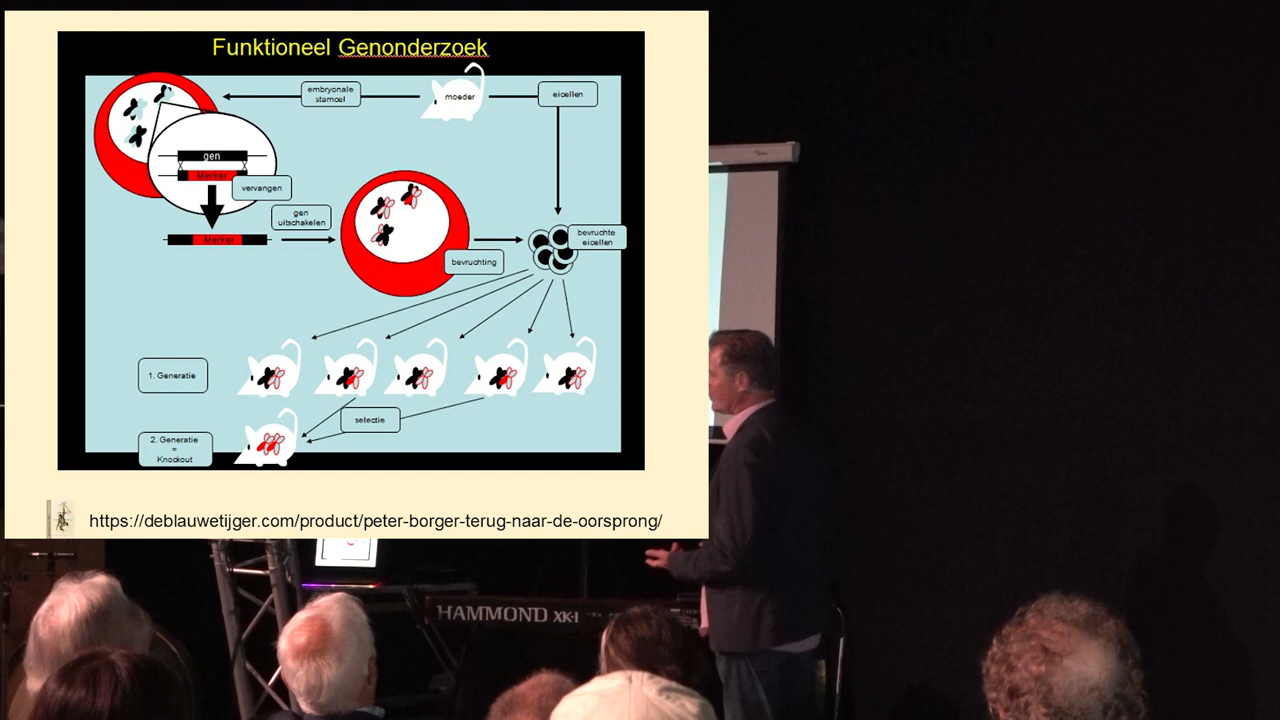 Funktioneel Genonderzoek
embryonale
stamcel
moeder
eicellen
gen
Merker
vervangen
gen
uitschakelen
Merker
bevruchting
bevruchte
eicellen
1. Generatie
selectie
2. Generatie
=
Knockout
https://deblauwetijger.com/product/peter-borger-terug-naar-de-oorsprong/
HAMMOND XK-1